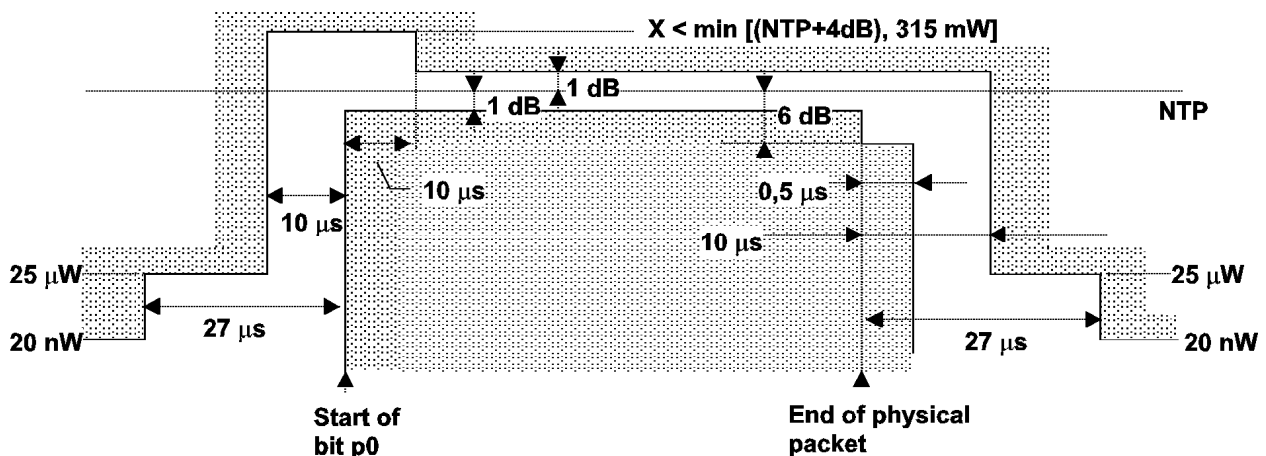 X < min [(NTP+4dB), 315 mW]
1 dB
1 dB
6 dB
NTP
10 μs
0,5 μs
10 μs
10 μs
25 μW
25 μW
27 μs
27 μs
20 nW
20 nW
Start of
bit p0
End of physical
packet